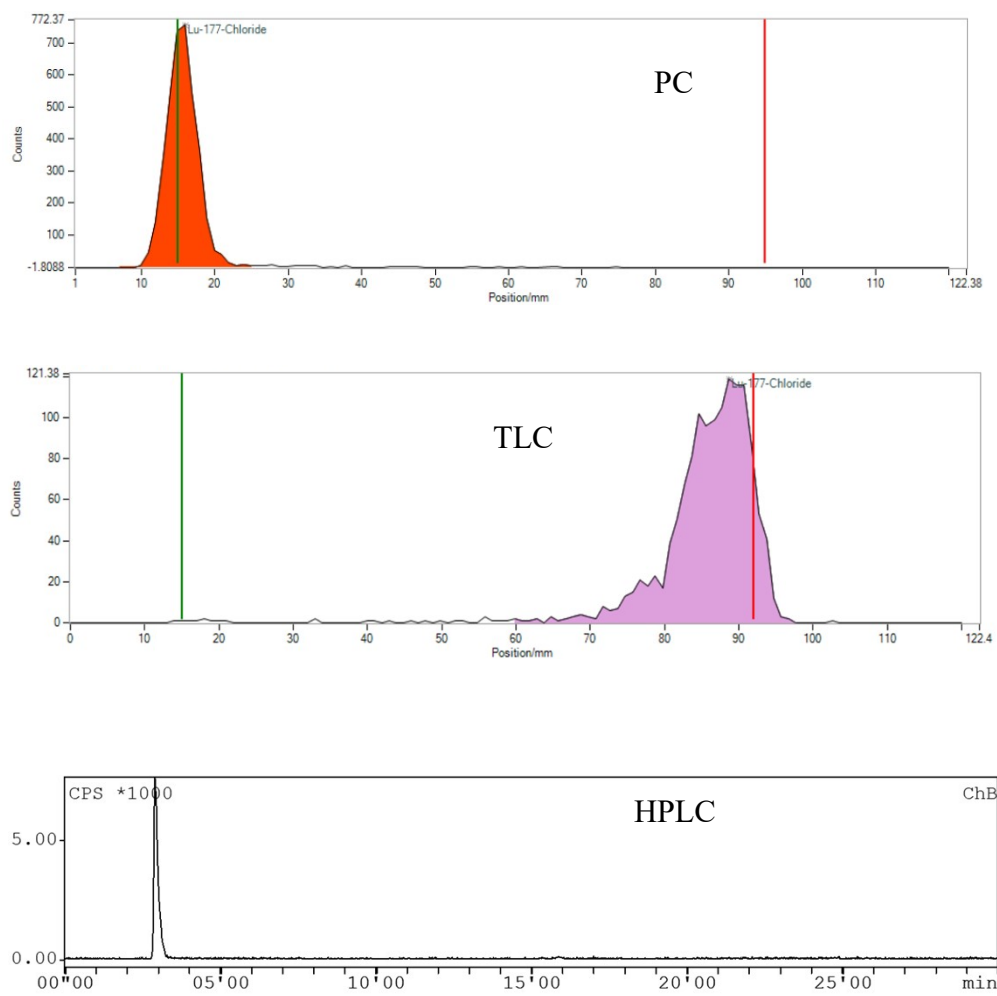 772.37
Lu-177-Chloride
700
600
PC
500
Counts
400
300
200
100
-1.8088
1 10 20 30 40 50 60 70 80 90 100 110 122.38
Position/mm
121.38
Lu-177-Chloride
100
TLC
80
Counts
60
40
20
0
0 10 20 30 40 50 60 70 80 90 100 110 122.4
Position/mm
CPS *1000 ChB
HPLC
5.00
0.00
00'00 05'00 10'00 15'00 20'00 25'00 min